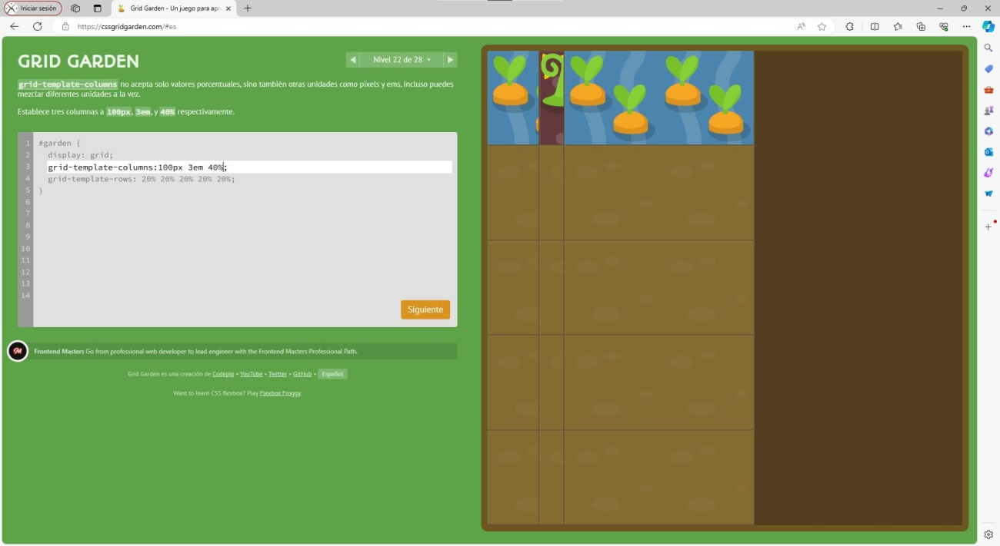 Iniciar sesión
Grid Garden - Un juego para apr
https://cssgridgarden.com/#es
GRID GARDEN
Nivel 22 de 28
grid-template-columns no acepta solo valores porcentuales, sino también otras unidades como píxels y ems. Incluso puedes
mezclar diferentes unidades a la vez.
Establece tres columnas a 100px, 3em, y 40% respectivamente.
1 #garden {
2 display: grid;
3 grid-template-columns:100px 3em 40%;
4 grid-template-rows: 20% 20% 20% 20% 20%;
5 }
6
7
8
9
10
11
12
13
14
Siguiente
Frontend Masters Go from professional web developer to lead engineer with the Frontend Masters Professional Path.
Grid Garden es una creación de Codepip • YouTube • Twitter • GitHub • Español
Want to learn CSS flexbox? Play Flexbox Froggy.